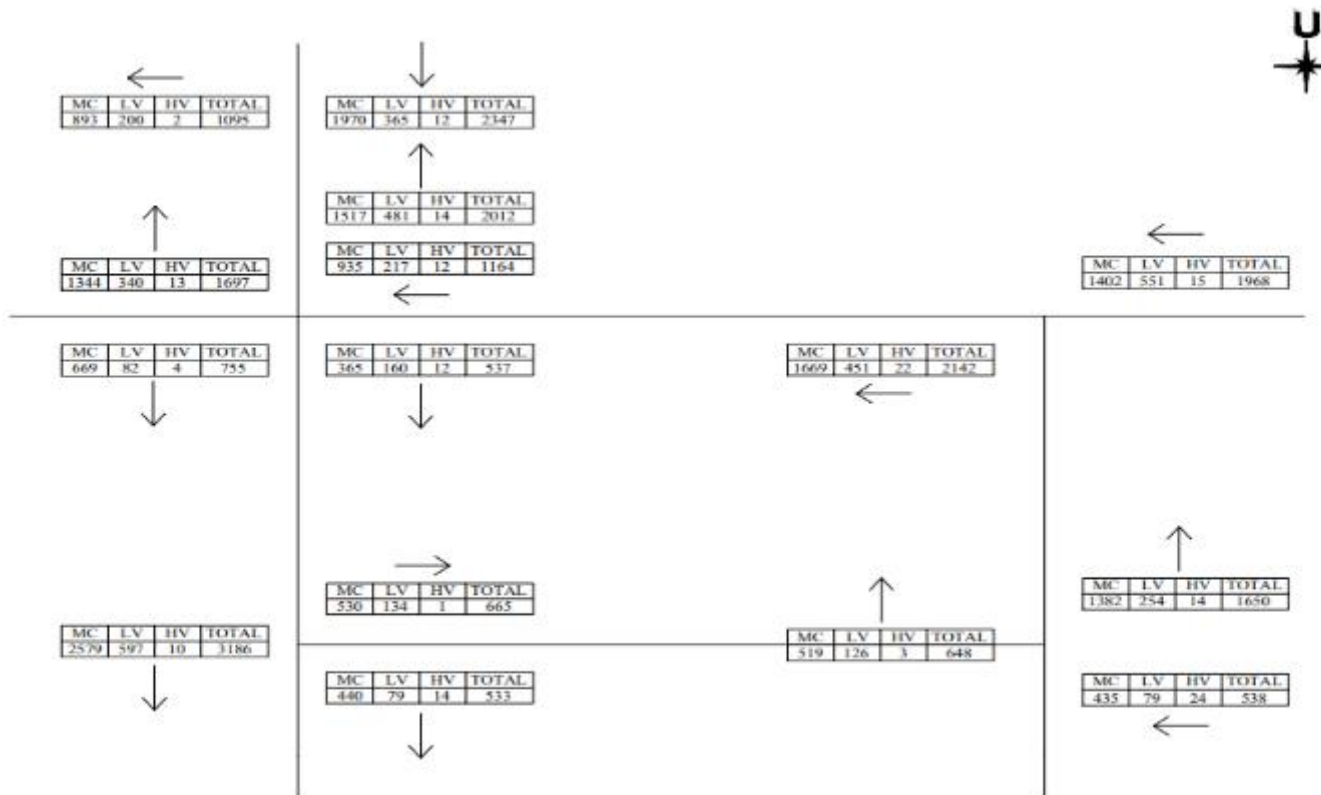 U
MC LV HV TOTAL
893 200 2 1095
MC LV HV TOTAL
1970 365 12 2347
MC LV HV TOTAL
1517 481 14 2012
MC LV HV TOTAL
935 217 12 1164
MC LV HV TOTAL
1344 340 13 1697
MC LV HV TOTAL
1402 551 15 1968
MC LV HV TOTAL
669 82 4 755
MC LV HV TOTAL
365 160 12 537
MC LV HV TOTAL
1669 451 22 2142
MC LV HV TOTAL
530 134 1 665
MC LV HV TOTAL
1382 254 14 1650
MC LV HV TOTAL
2579 597 10 3186
MC LV HV TOTAL
519 126 3 648
MC LV HV TOTAL
440 79 14 533
MC LV HV TOTAL
435 79 24 538